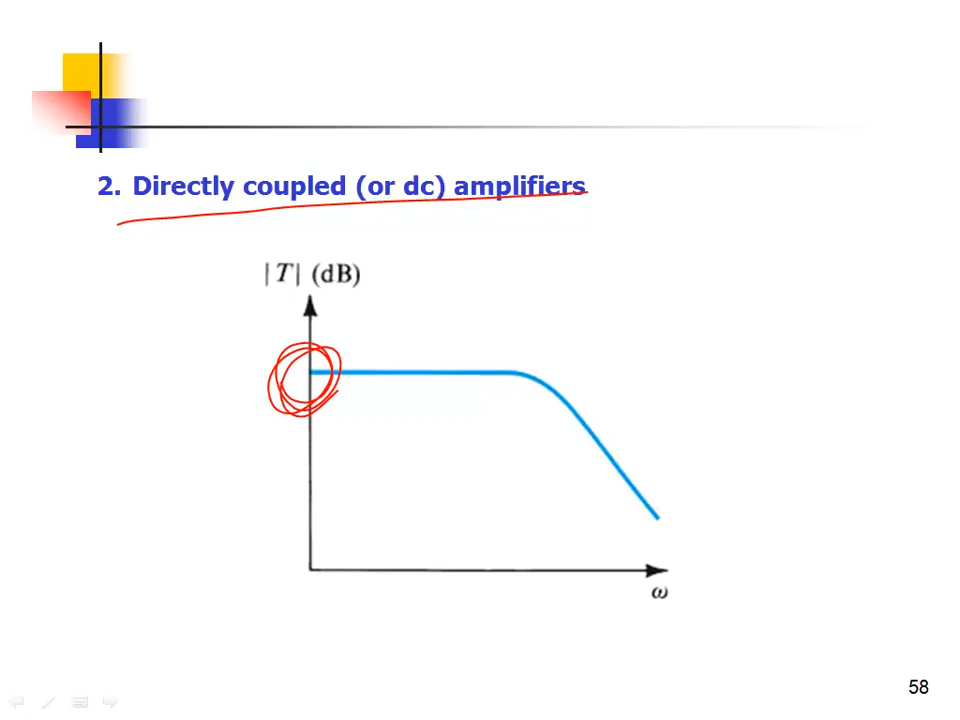 2. Directly coupled (or dc) amplifiers
|T| (dB)
ω
58